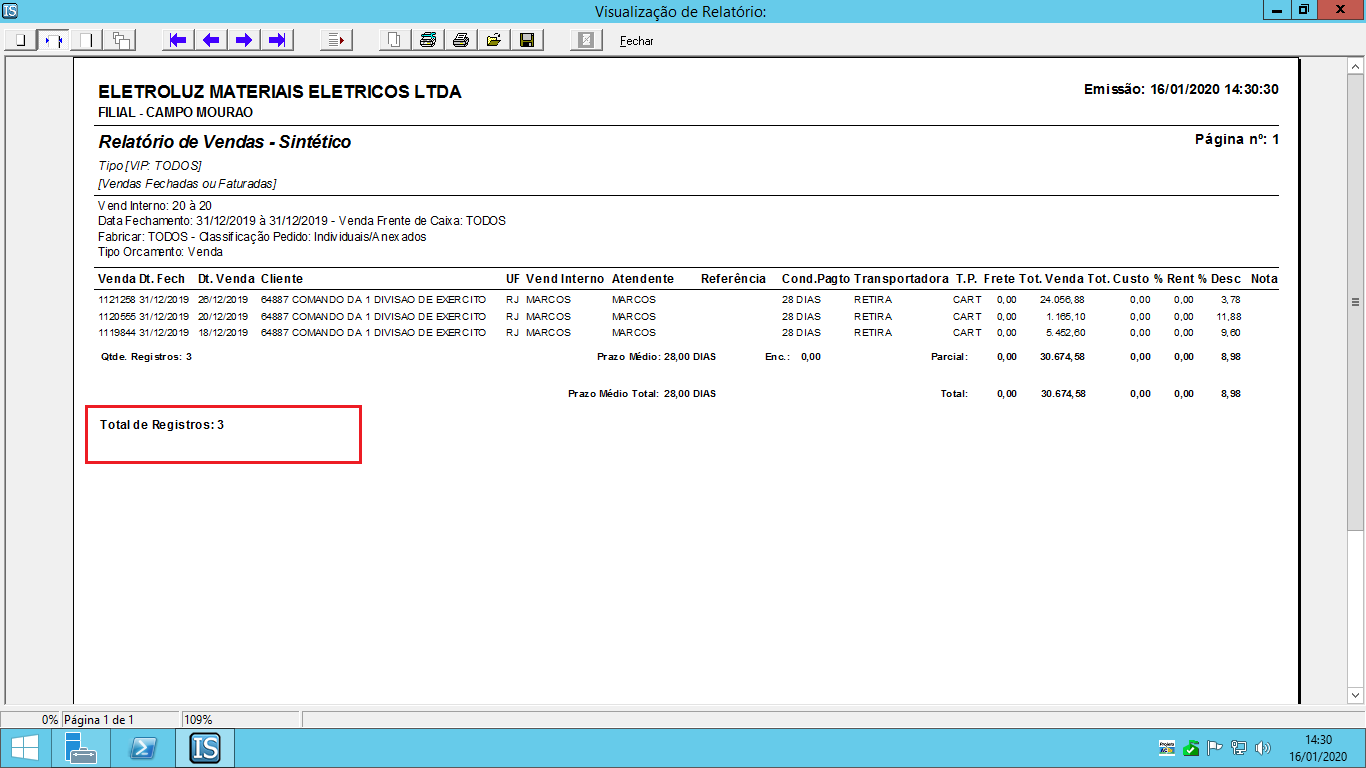 IS Visualização de Relatório:
Fechar
ELETROLUZ MATERIAIS ELETRICOS LTDA Emissão: 16/01/2020 14:30:30
FILIAL - CAMPO MOURAO
Relatório de Vendas - Sintético Página nº: 1
Tipo [VIP: TODOS]
[Vendas Fechadas ou Faturadas]
Vend Interno: 20 à 20
Data Fechamento: 31/12/2019 à 31/12/2019 - Venda Frente de Caixa: TODOS
Fabricar: TODOS - Classificação Pedido: Individuais/Anexados
Tipo Orcamento: Venda
Venda Dt. Fech Dt. Venda Cliente UF Vend Interno Atendente Referência Cond.Pagto Transportadora T.P. Frete Tot. Venda Tot. Custo % Rent % Desc Nota
1121258 31/12/2019 26/12/2019 64887 COMANDO DA 1 DIVISAO DE EXERCITO RJ MARCOS MARCOS 28 DIAS RETIRA CART 0,00 24.056,88 0,00 0,00 3,78
1120555 31/12/2019 20/12/2019 64887 COMANDO DA 1 DIVISAO DE EXERCITO RJ MARCOS MARCOS 28 DIAS RETIRA CART 0,00 1.165,10 0,00 0,00 11,88
1119844 31/12/2019 18/12/2019 64887 COMANDO DA 1 DIVISAO DE EXERCITO RJ MARCOS MARCOS 28 DIAS RETIRA CART 0,00 5.452,60 0,00 0,00 9,60
Qtde. Registros: 3 Prazo Médio: 28,00 DIAS Enc.: 0,00 Parcial: 0,00 30.674,58 0,00 0,00 8,98
Prazo Médio Total: 28,00 DIAS Total: 0,00 30.674,58 0,00 0,00 8,98
Total de Registros: 3
0% Página 1 de 1 109%
IS 14:30
16/01/2020